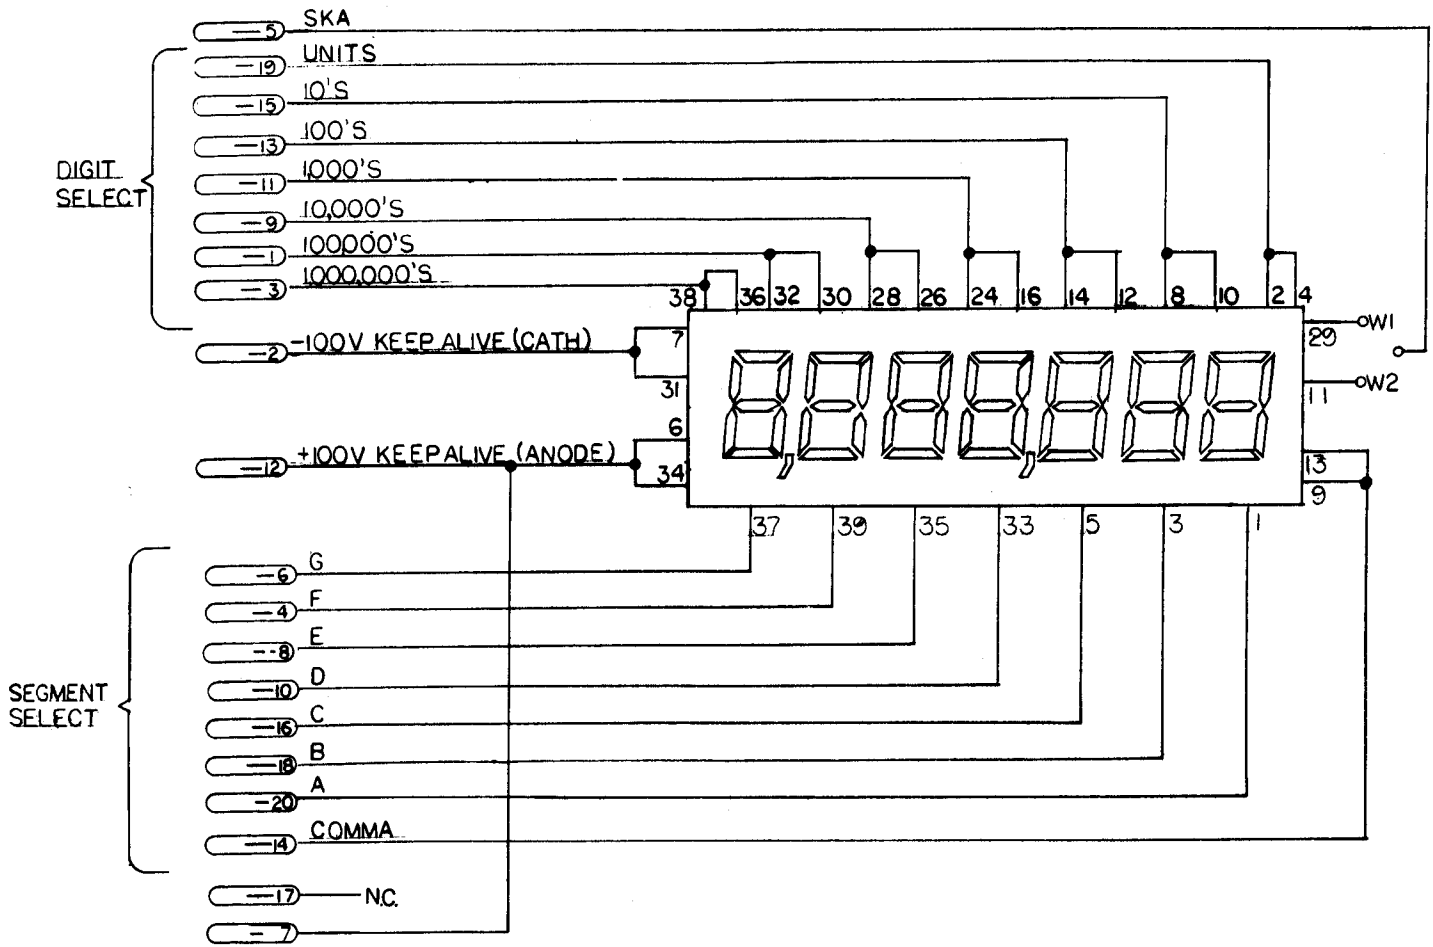 -5 SKA
-19 UNITS
-15 10'S
-13 100'S
-11 1,000'S
-9 10,000'S
-1 100,000'S
-3 1,000,000'S
DIGIT
SELECT
38 36 32 30 28 26 24 16 14 12 8 10 2 4
-2 -100V KEEP ALIVE (CATH)
7
31
29 W1
11 W2
-12 +100V KEEP ALIVE (ANODE)
6
34
13
9
37 39 35 33 5 3 1
-6 G
-4 F
--8 E
-10 D
-16 C
-18 B
-20 A
-14 COMMA
SEGMENT
SELECT
-17 N.C.
-7